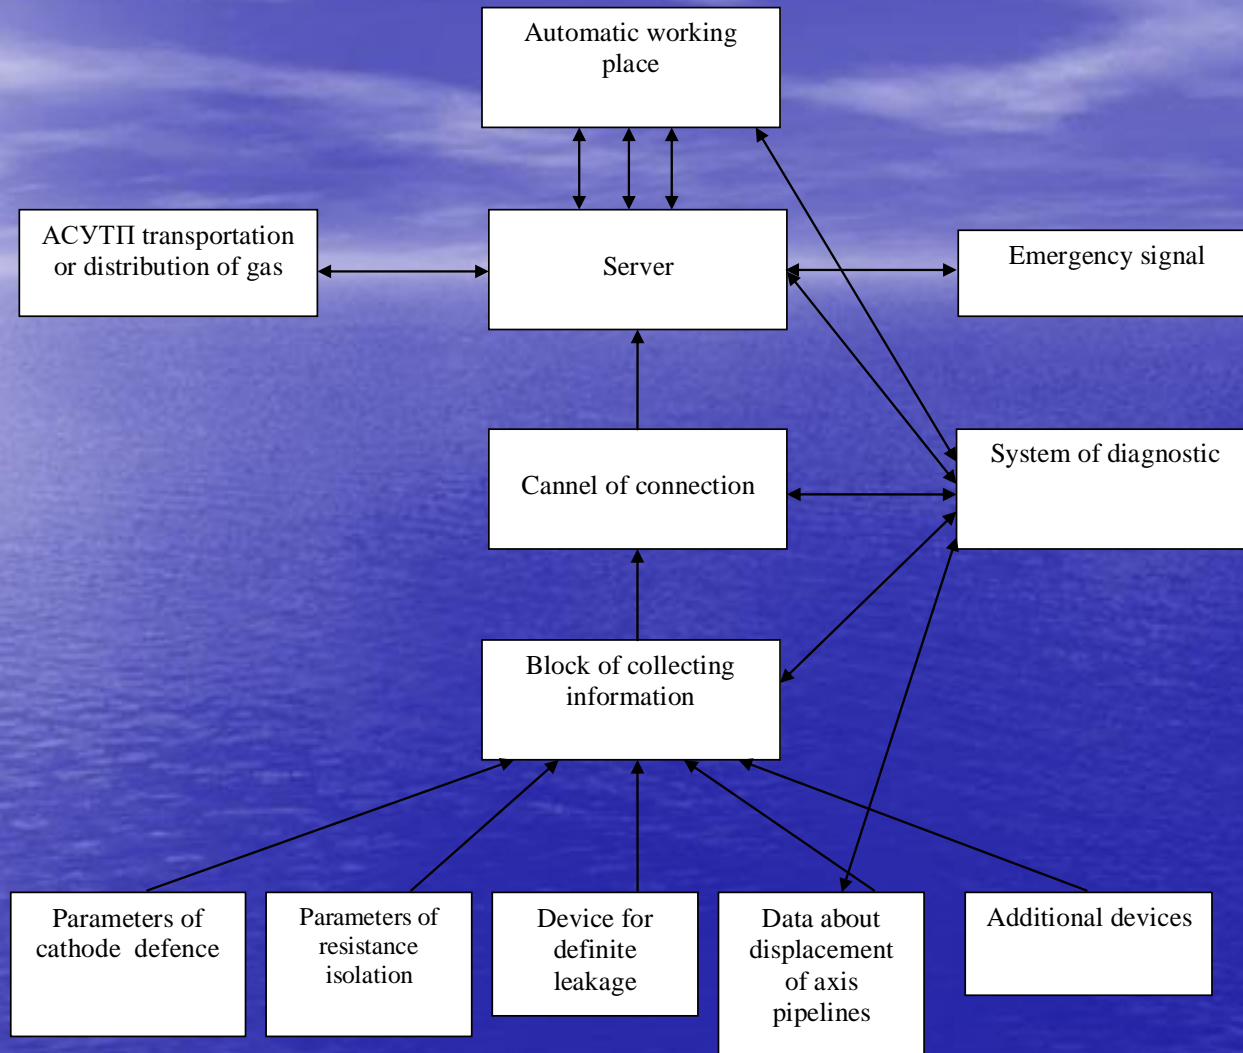 Automatic working
place
АСУТП transportation
or distribution of gas
Server
Emergency signal
Cannel of connection
System of diagnostic
Block of collecting
information
Parameters of
cathode defence
Parameters of
resistance
isolation
Device for
definite
leakage
Data about
displacement
of axis
pipelines
Additional devices